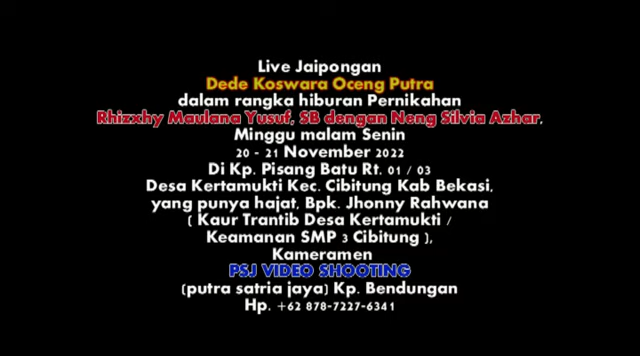 Live Jaipongan
Dede Koswara Oceng Putra
dalam rangka hiburan Pernikahan
Rhizxhy Maulana Yusuf, SB dengan Neng Silvia Azhar,
Minggu malam Senin
20 - 21 November 2022
Di Kp. Pisang Batu Rt. 01 / 03
Desa Kertamukti Kec. Cibitung Kab Bekasi,
yang punya hajat, Bpk. Jhonny Rahwana
( Kaur Trantib Desa Kertamukti /
Keamanan SMP 3 Cibitung ),
Kameramen
PSJ VIDEO SHOOTING
(putra satria jaya) Kp. Bendungan
Hp. +62 878-7227-6341